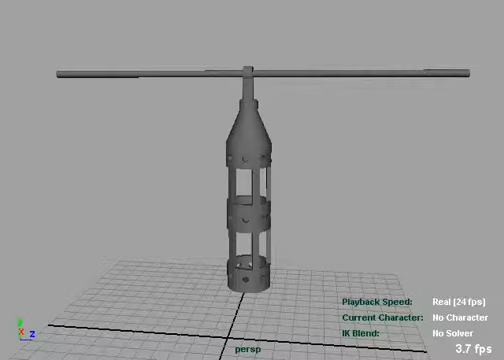 Playback Speed: Real [24 fps]
Current Character: No Character
IK Blend: No Solver
3.7 fps
persp
y
x
z